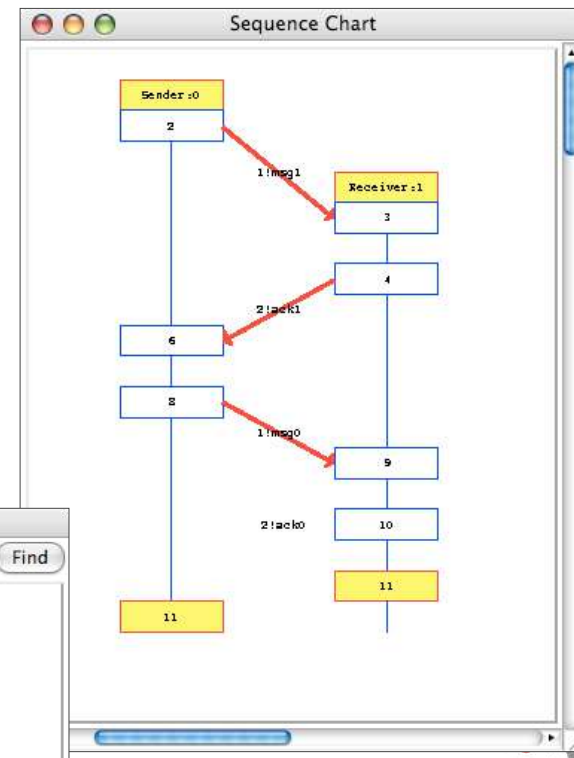 Sequence Chart
Sender:0
2
1!msg1
Receiver:1
3
4
2!ack1
6
8
1!msg0
9
Find
2!ack0
10
11
11